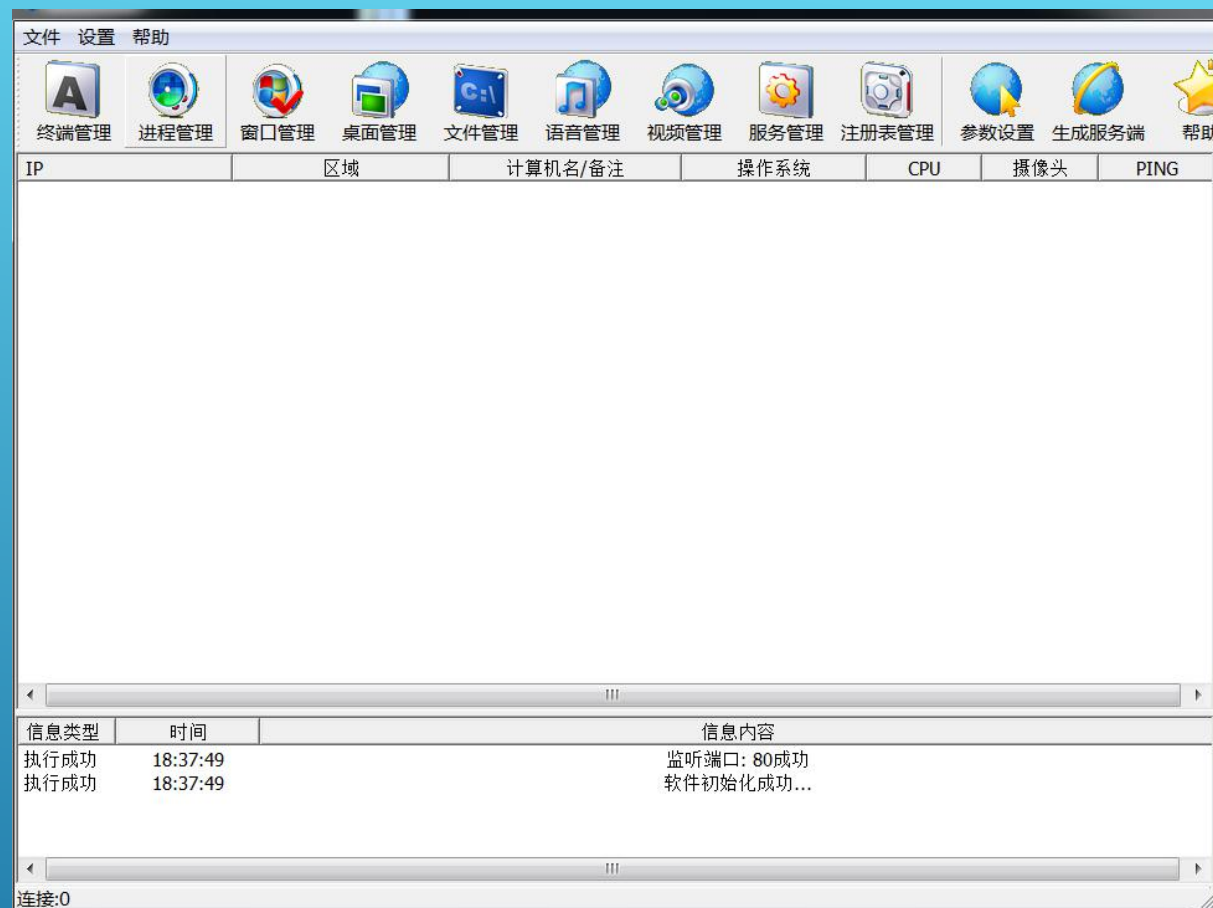 文件 设置 帮助
终端管理 进程管理 窗口管理 桌面管理 文件管理 语音管理 视频管理 服务管理 注册表管理 参数设置 生成服务端 帮助
IP 区域 计算机名/备注 操作系统 CPU 摄像头 PING
信息类型 时间 信息内容
执行成功 18:37:49 监听端口: 80成功
执行成功 18:37:49 软件初始化成功...
连接:0